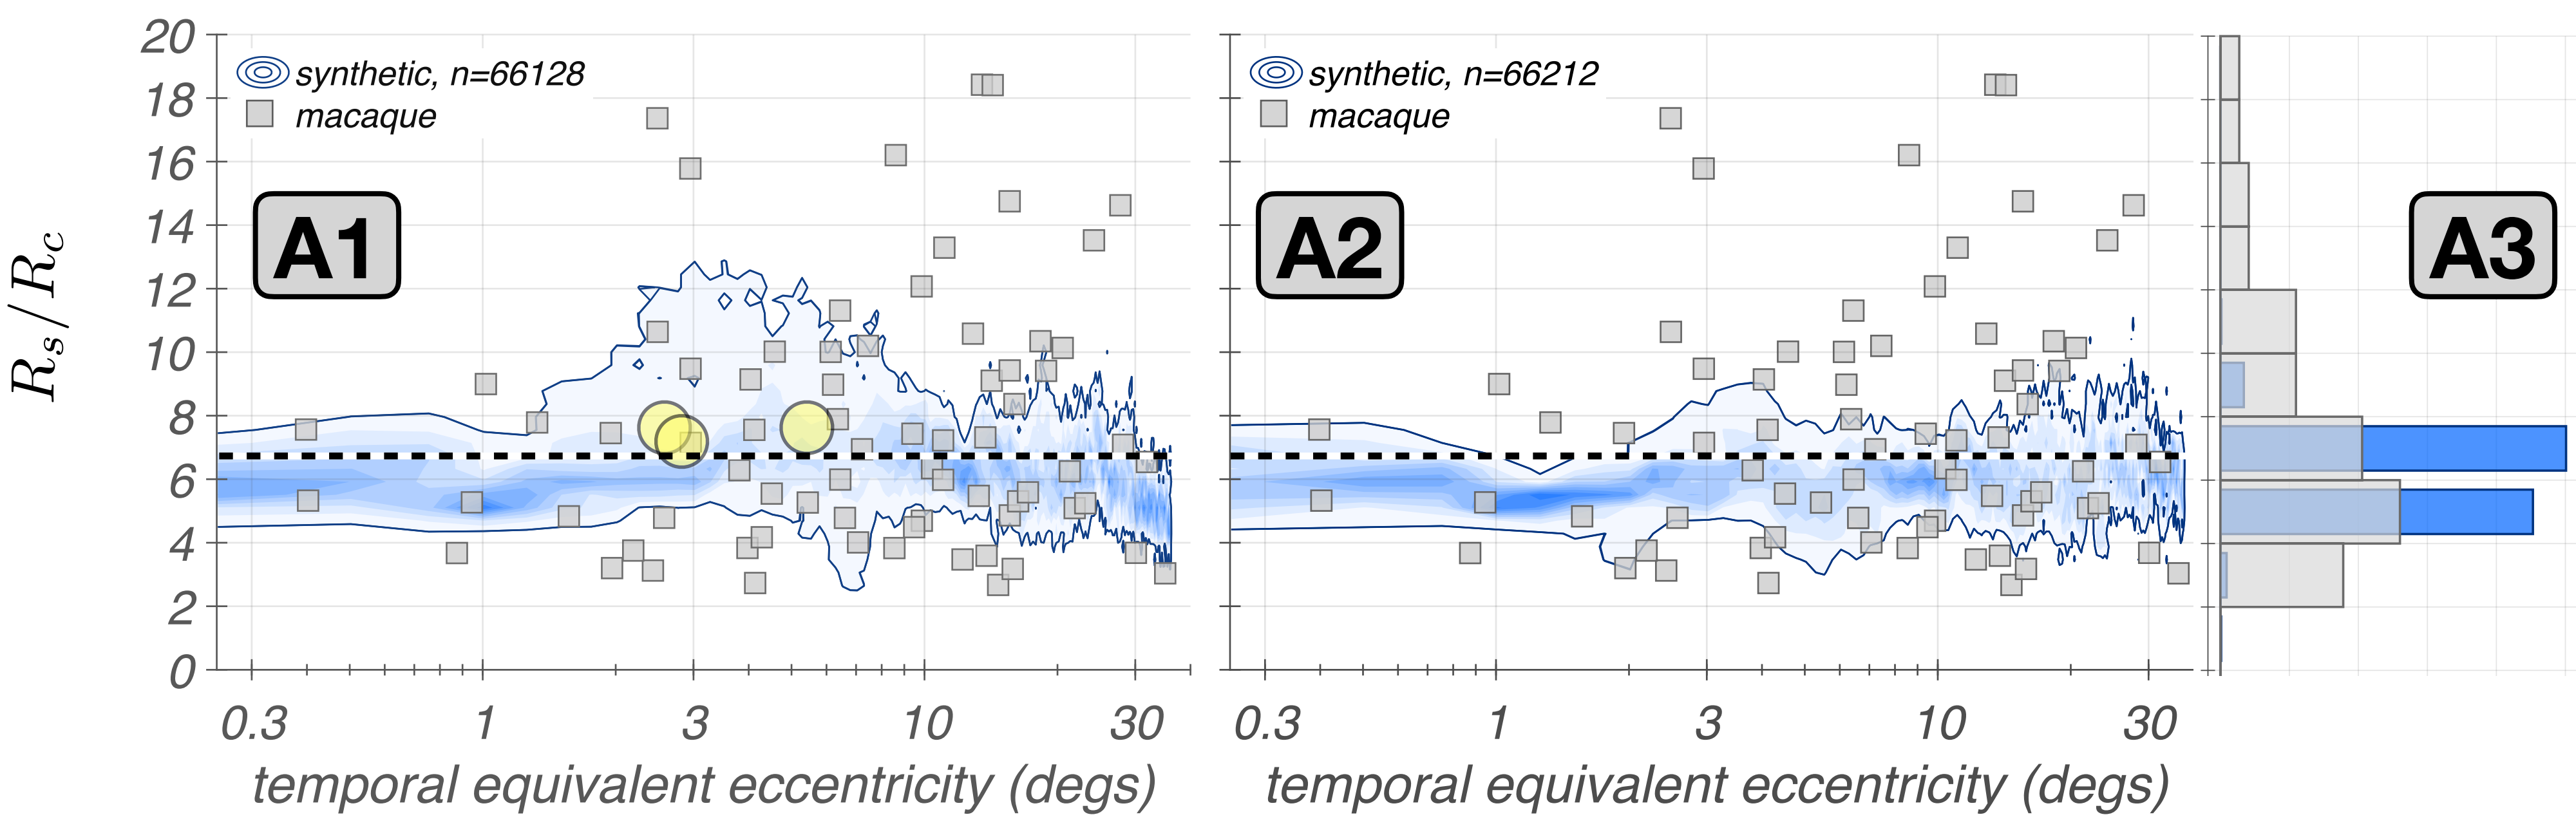 R_s/R_c
20
18
16
14
12
10
8
6
4
2
0
synthetic, n=66128
macaque
A1
0.3 1 3 10 30
temporal equivalent eccentricity (degs)
synthetic, n=66212
macaque
A2
0.3 1 3 10 30
temporal equivalent eccentricity (degs)
A3